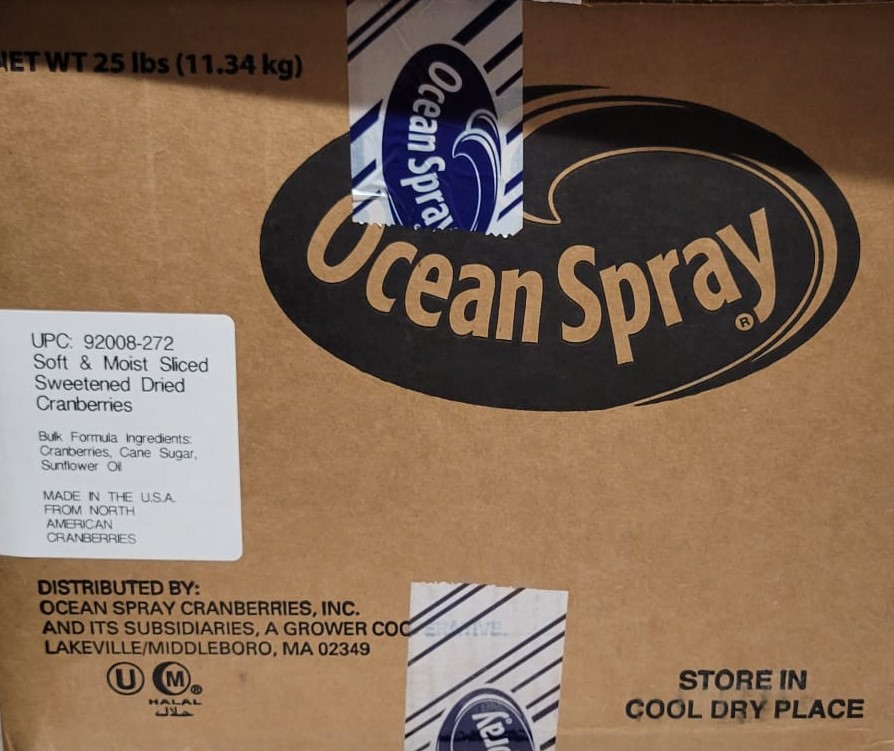 NET WT 25 lbs (11.34 kg)
Ocean Spray
Ocean Spray®
UPC: 92008-272
Soft & Moist Sliced
Sweetened Dried
Cranberries
Bulk Formula Ingredients:
Cranberries, Cane Sugar,
Sunflower Oil
MADE IN THE U.S.A.
FROM NORTH
AMERICAN
CRANBERRIES
DISTRIBUTED BY:
OCEAN SPRAY CRANBERRIES, INC.
AND ITS SUBSIDIARIES, A GROWER COOPERATIVE.
LAKEVILLE/MIDDLEBORO, MA 02349
U M®
HALAL
حلال
pray
STORE IN
COOL DRY PLACE